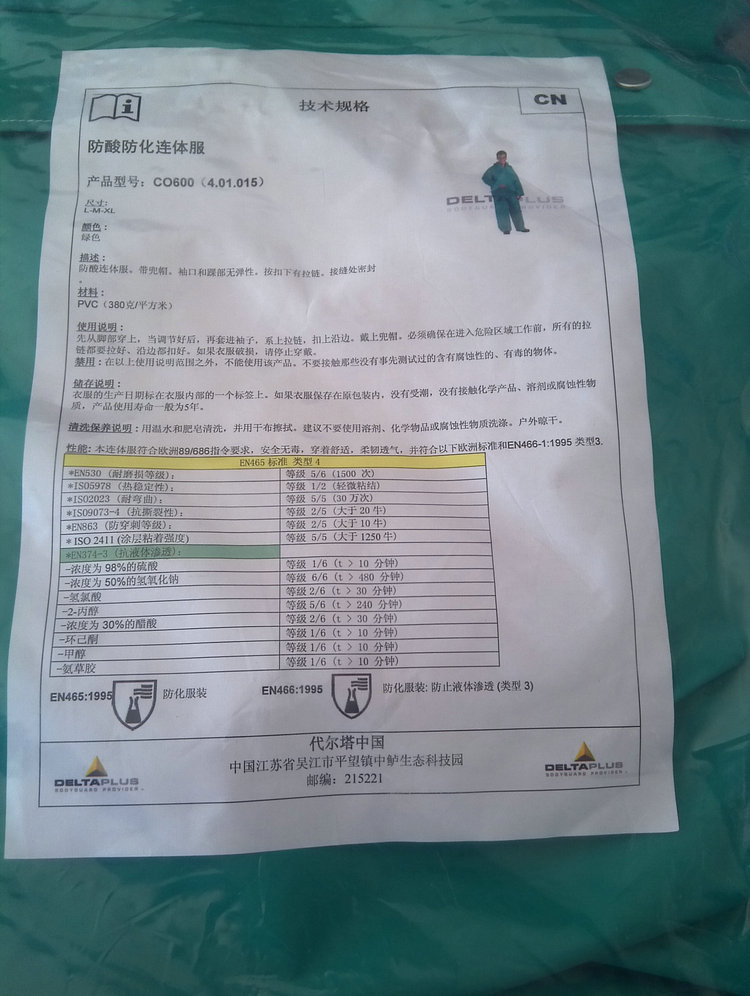 i
技术规格
CN
防酸防化连体服
产品型号：CO600（4.01.015）
DELTAPLUS
BODYGUARD PROVIDER
尺寸：
L-M-XL
颜色：
绿色
描述：
防酸连体服。带兜帽。袖口和踝部无弹性。按扣下有拉链。接缝处密封
。
材料：
PVC（380克/平方米）
使用说明：
先从脚部穿上，当调节好后，再套进袖子，系上拉链，扣上沿边。戴上兜帽。必须确保在进入危险区域工作前，所有的拉
链都要拉好、沿边都扣好。如果衣服破损，请停止穿戴。
禁用：在以上使用说明范围之外，不能使用该产品。不要接触那些没有事先测试过的含有腐蚀性的、有毒的物体。
储存说明：
衣服的生产日期标在衣服内部的一个标签上。如果衣服保存在原包装内，没有受潮，没有接触化学产品、溶剂或腐蚀性物
质，产品使用寿命一般为5年。
清洗保养说明：用温水和肥皂清洗，并用干布擦拭。建议不要使用溶剂、化学物品或腐蚀性物质洗涤。户外晾干。
性能：本连体服符合欧洲89/686指令要求，安全无毒，穿着舒适，柔韧透气，并符合以下欧洲标准和EN466-1:1995 类型3.
EN465 标准 类型 4
*EN530（耐磨损等级）： 等级 5/6（1500 次）
*ISO5978（热稳定性）： 等级 1/2（轻微粘结）
*ISO2023（耐弯曲）： 等级 5/5（30 万次）
*ISO9073-4（抗撕裂性）： 等级 2/5（大于 20 牛）
*EN863（防穿刺等级）： 等级 2/5（大于 10 牛）
*ISO 2411 (涂层粘着强度) 等级 5/5（大于 1250 牛）
*EN374-3（抗液体渗透）：
-浓度为 98%的硫酸 等级 1/6（t > 10 分钟）
-浓度为 50%的氢氧化钠 等级 6/6（t > 480 分钟）
-氢氯酸 等级 2/6（t > 30 分钟）
-2-丙醇 等级 5/6（t > 240 分钟）
-浓度为 30%的醋酸 等级 2/6（t > 30 分钟）
-环己酮 等级 1/6（t > 10 分钟）
-甲醇 等级 1/6（t > 10 分钟）
-氨草胶 等级 1/6（t > 10 分钟）
EN465:1995 防化服装 EN466:1995 防化服装: 防止液体渗透 (类型 3)
代尔塔中国
中国江苏省吴江市平望镇中鲈生态科技园
邮编：215221
DELTAPLUS
BODYGUARD PROVIDER
DELTAPLUS
BODYGUARD PROVIDER